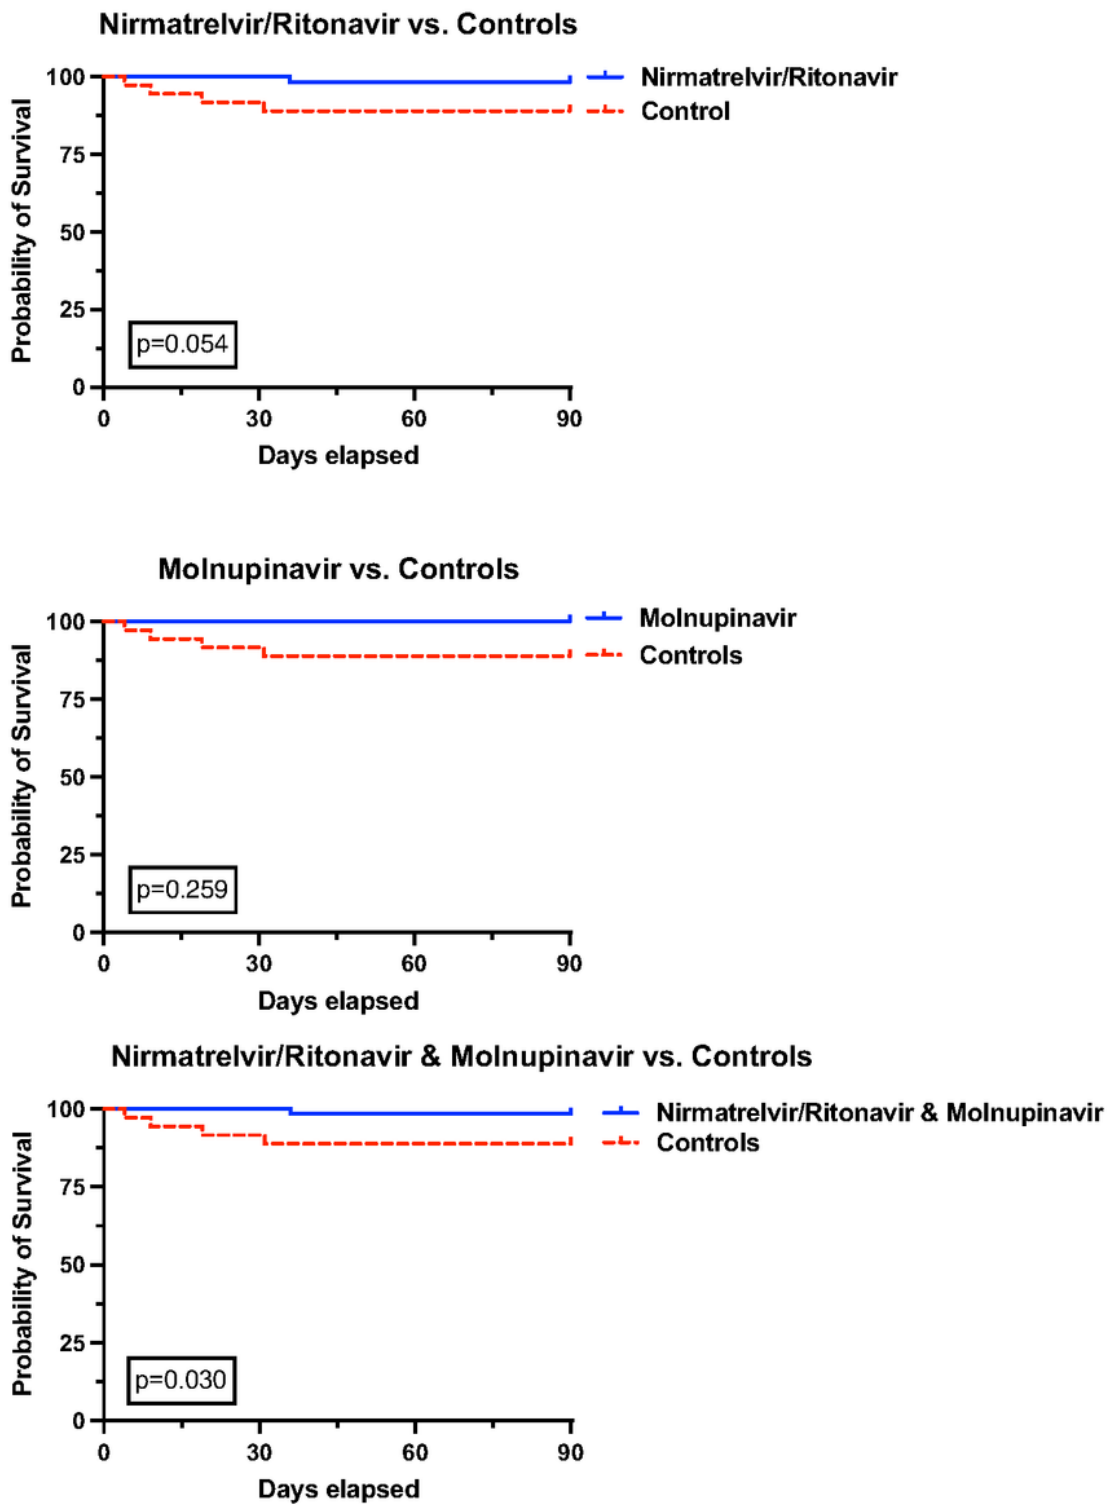 Nirmatrelvir/Ritonavir vs. Controls
100
75
50
25
0
Probability of Survival
p=0.054
0 30 60 90
Days elapsed
Nirmatrelvir/Ritonavir
Control
Molnupinavir vs. Controls
100
75
50
25
0
Probability of Survival
p=0.259
0 30 60 90
Days elapsed
Molnupinavir
Controls
Nirmatrelvir/Ritonavir & Molnupinavir vs. Controls
100
75
50
25
0
Probability of Survival
p=0.030
0 30 60 90
Days elapsed
Nirmatrelvir/Ritonavir & Molnupinavir
Controls